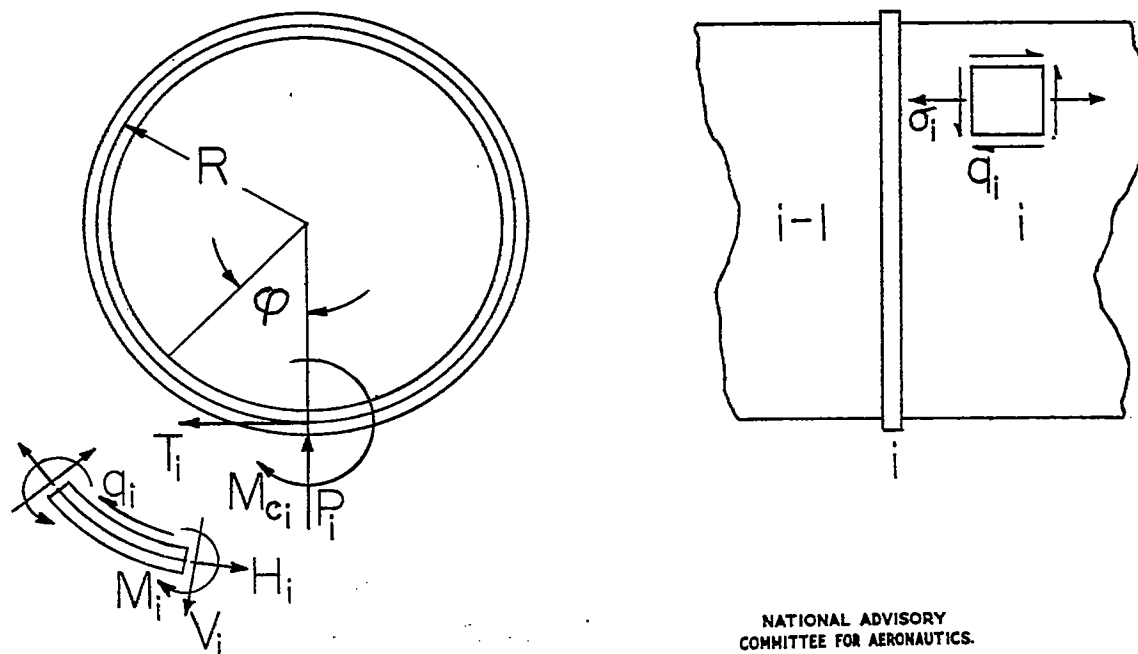 R
φ
T_i
M_ci
P_i
q_i
M_i
H_i
V_i
σ_i
q_i
i-1
i
i
NATIONAL ADVISORY
COMMITTEE FOR AERONAUTICS.